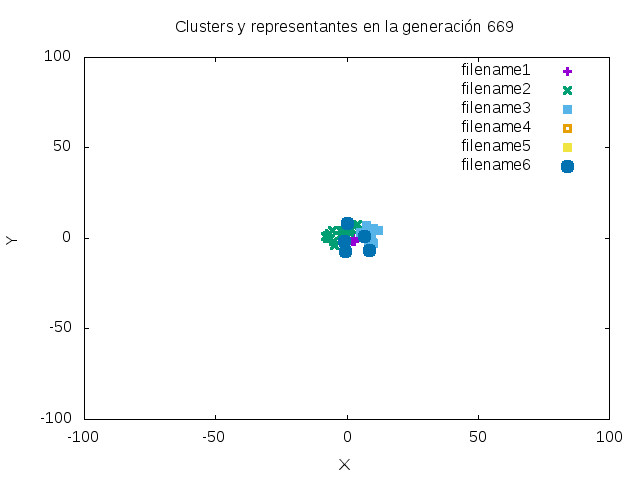 Clusters y representantes en la generación 669
100
50
0
-50
-100
Y
-100
-50
0
50
100
X
filename1
filename2
filename3
filename4
filename5
filename6